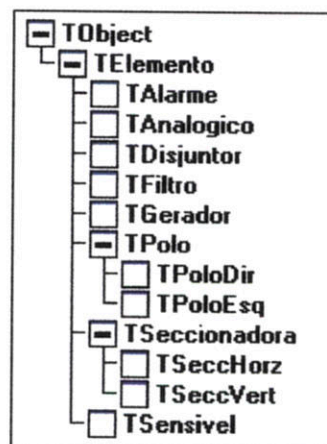 TObject
TElemento
TAlarme
TAnalogico
TDisjuntor
TFiltro
TGerador
TPolo
TPoloDir
TPoloEsq
TSeccionadora
TSeccHorz
TSeccVert
TSensivel